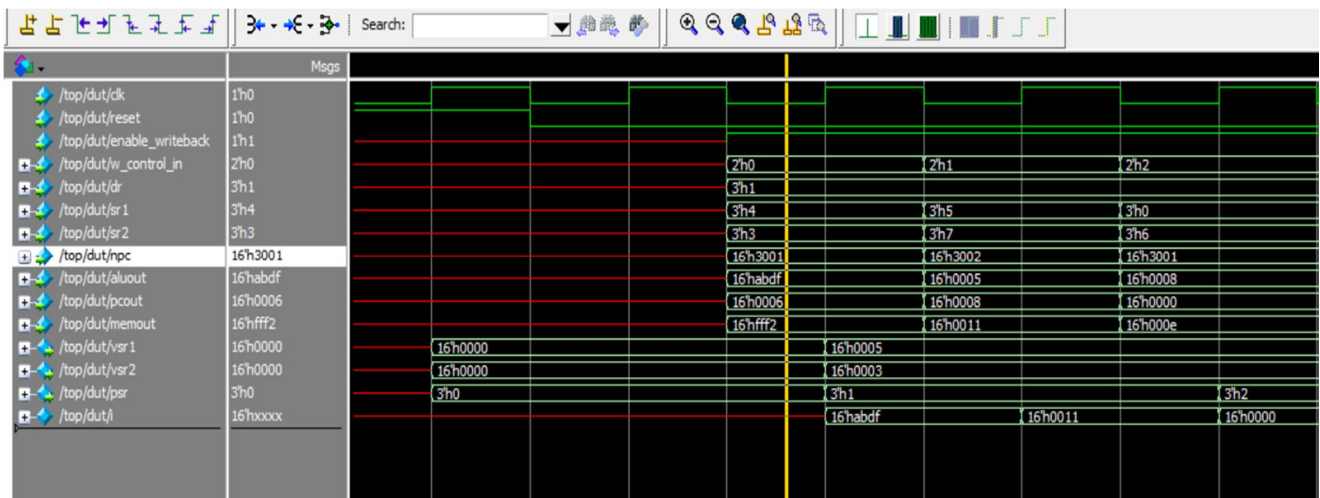 Search:
Msgs
/top/dut/clk 1'h0
/top/dut/reset 1'h0
/top/dut/enable_writeback 1'h1
/top/dut/w_control_in 2'h0 2'h0 2'h1 2'h2
/top/dut/dr 3'h1 3'h1
/top/dut/sr1 3'h4 3'h4 3'h5 3'h0
/top/dut/sr2 3'h3 3'h3 3'h7 3'h6
/top/dut/npc 16'h3001 16'h3001 16'h3002 16'h3001
/top/dut/aluout 16'habdf 16'habdf 16'h0005 16'h0008
/top/dut/pcout 16'h0006 16'h0006 16'h0008 16'h0000
/top/dut/memout 16'hfff2 16'hfff2 16'h0011 16'h000e
/top/dut/vsr1 16'h0000 16'h0000 16'h0005
/top/dut/vsr2 16'h0000 16'h0000 16'h0003
/top/dut/psr 3'h0 3'h0 3'h1 3'h2
/top/dut/i 16'hxxxx 16'habdf 16'h0011 16'h0000